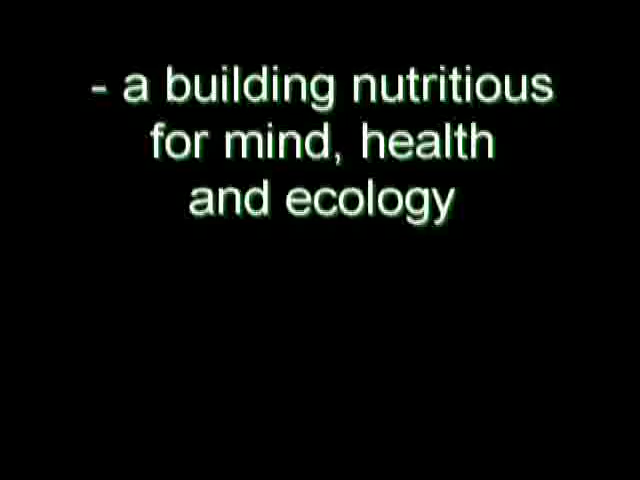 - a building nutritious
for mind, health
and ecology